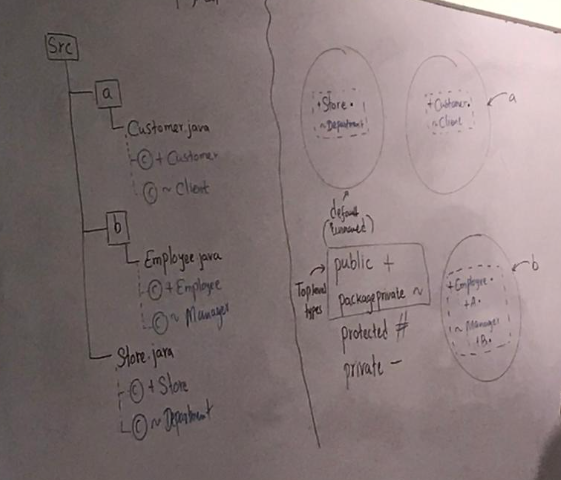 Src
a
Customer.java
© + Customer
© ~ Client
b
Employee.java
© + Employee
© ~ Manager
Store.java
© + Store
© ~ Department
+ Store •
~ Department
default
(unnamed)
+ Customer •
~ Client
a
Top level
types
public +
package private ~
protected #
private -
b
+ Employee •
+A •
~ Manager
+B •